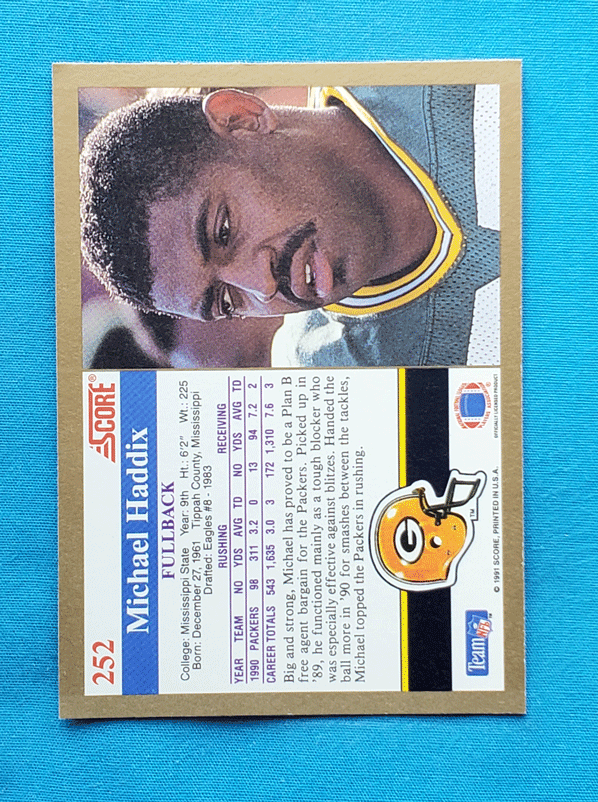 252
SCORE®
Michael Haddix
FULLBACK
College: Mississippi State Year: 9th Ht.: 6'2" Wt.: 225
Born: December 27, 1961 Tippah County, Mississippi
Drafted: Eagles #8 - 1983
RUSHING RECEIVING
YEAR TEAM NO YDS AVG TD NO YDS AVG TD
1990 PACKERS 98 311 3.2 0 13 94 7.2 2
CAREER TOTALS 543 1,635 3.0 3 172 1,310 7.6 3
Big and strong, Michael has proved to be a Plan B
free agent bargain for the Packers. Picked up in
'89, he functioned mainly as a tough blocker who
was especially effective against blitzes. Handed the
ball more in '90 for smashes between the tackles,
Michael topped the Packers in rushing.
G
TM
Team NFL
© 1991 SCORE, PRINTED IN U.S.A.
OFFICIALLY LICENSED PRODUCT